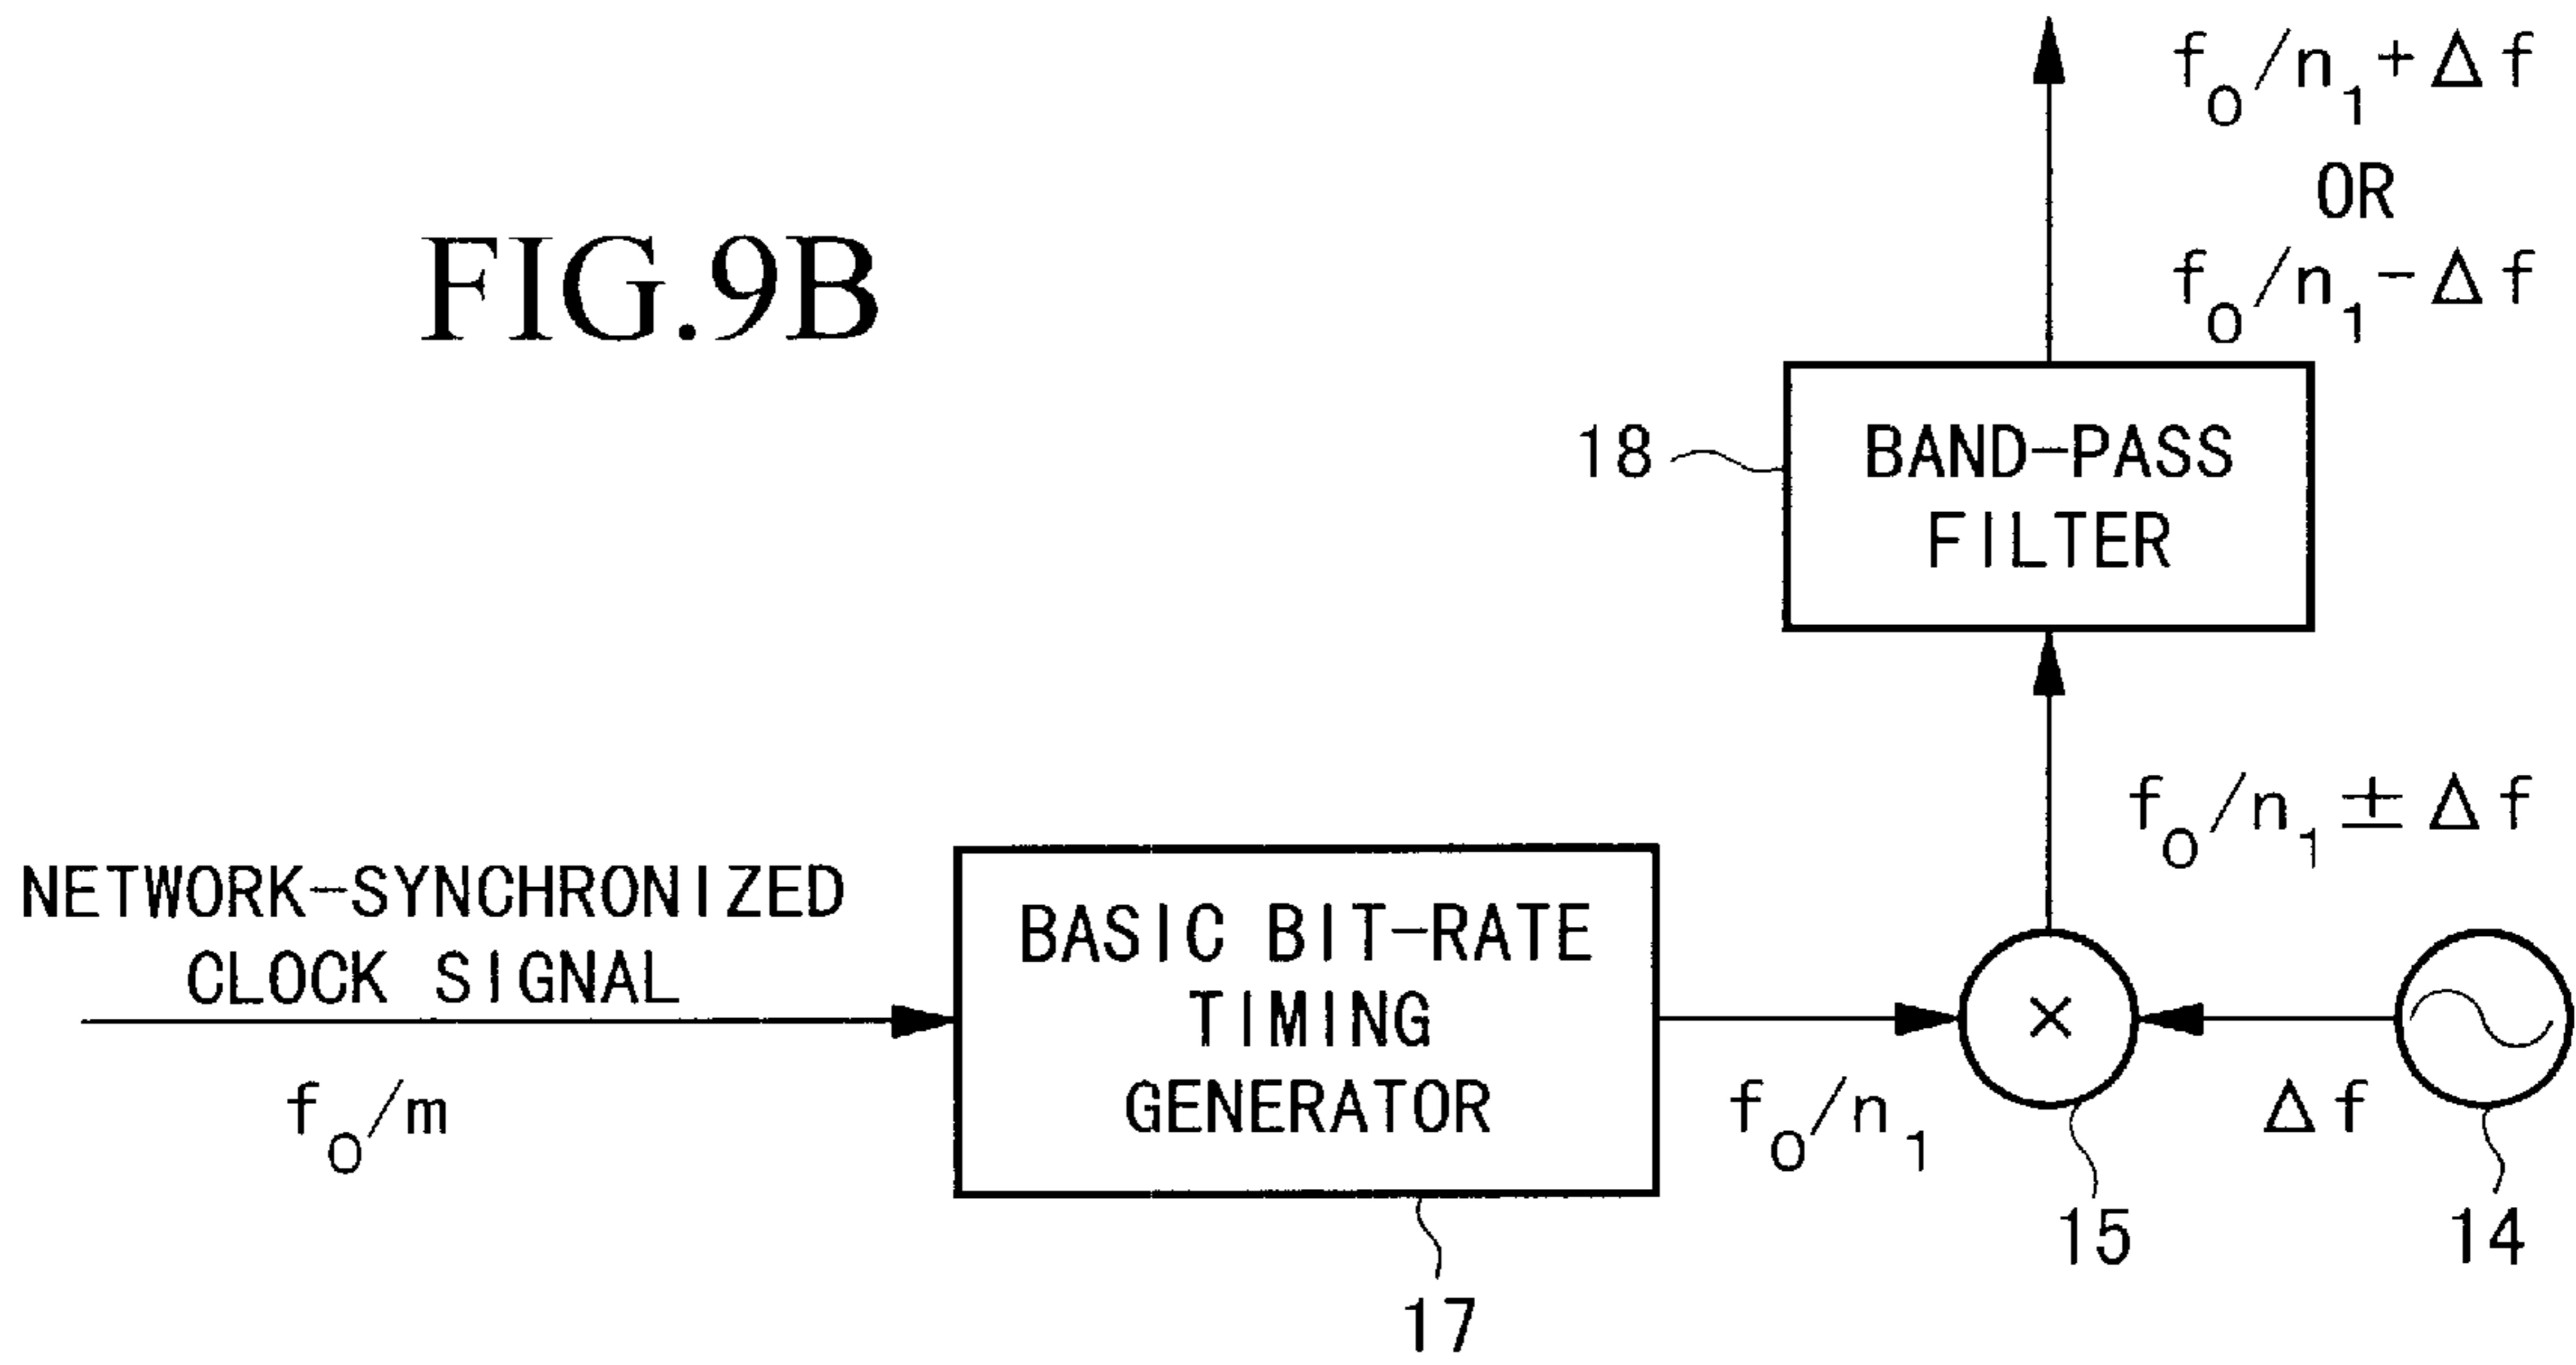 FIG.9B
f₀/n₁+Δf
OR
f₀/n₁-Δf
18
BAND-PASS
FILTER
f₀/n₁±Δf
NETWORK-SYNCHRONIZED
CLOCK SIGNAL
f₀/m
BASIC BIT-RATE
TIMING
GENERATOR
f₀/n₁
×
Δf
15
14
17